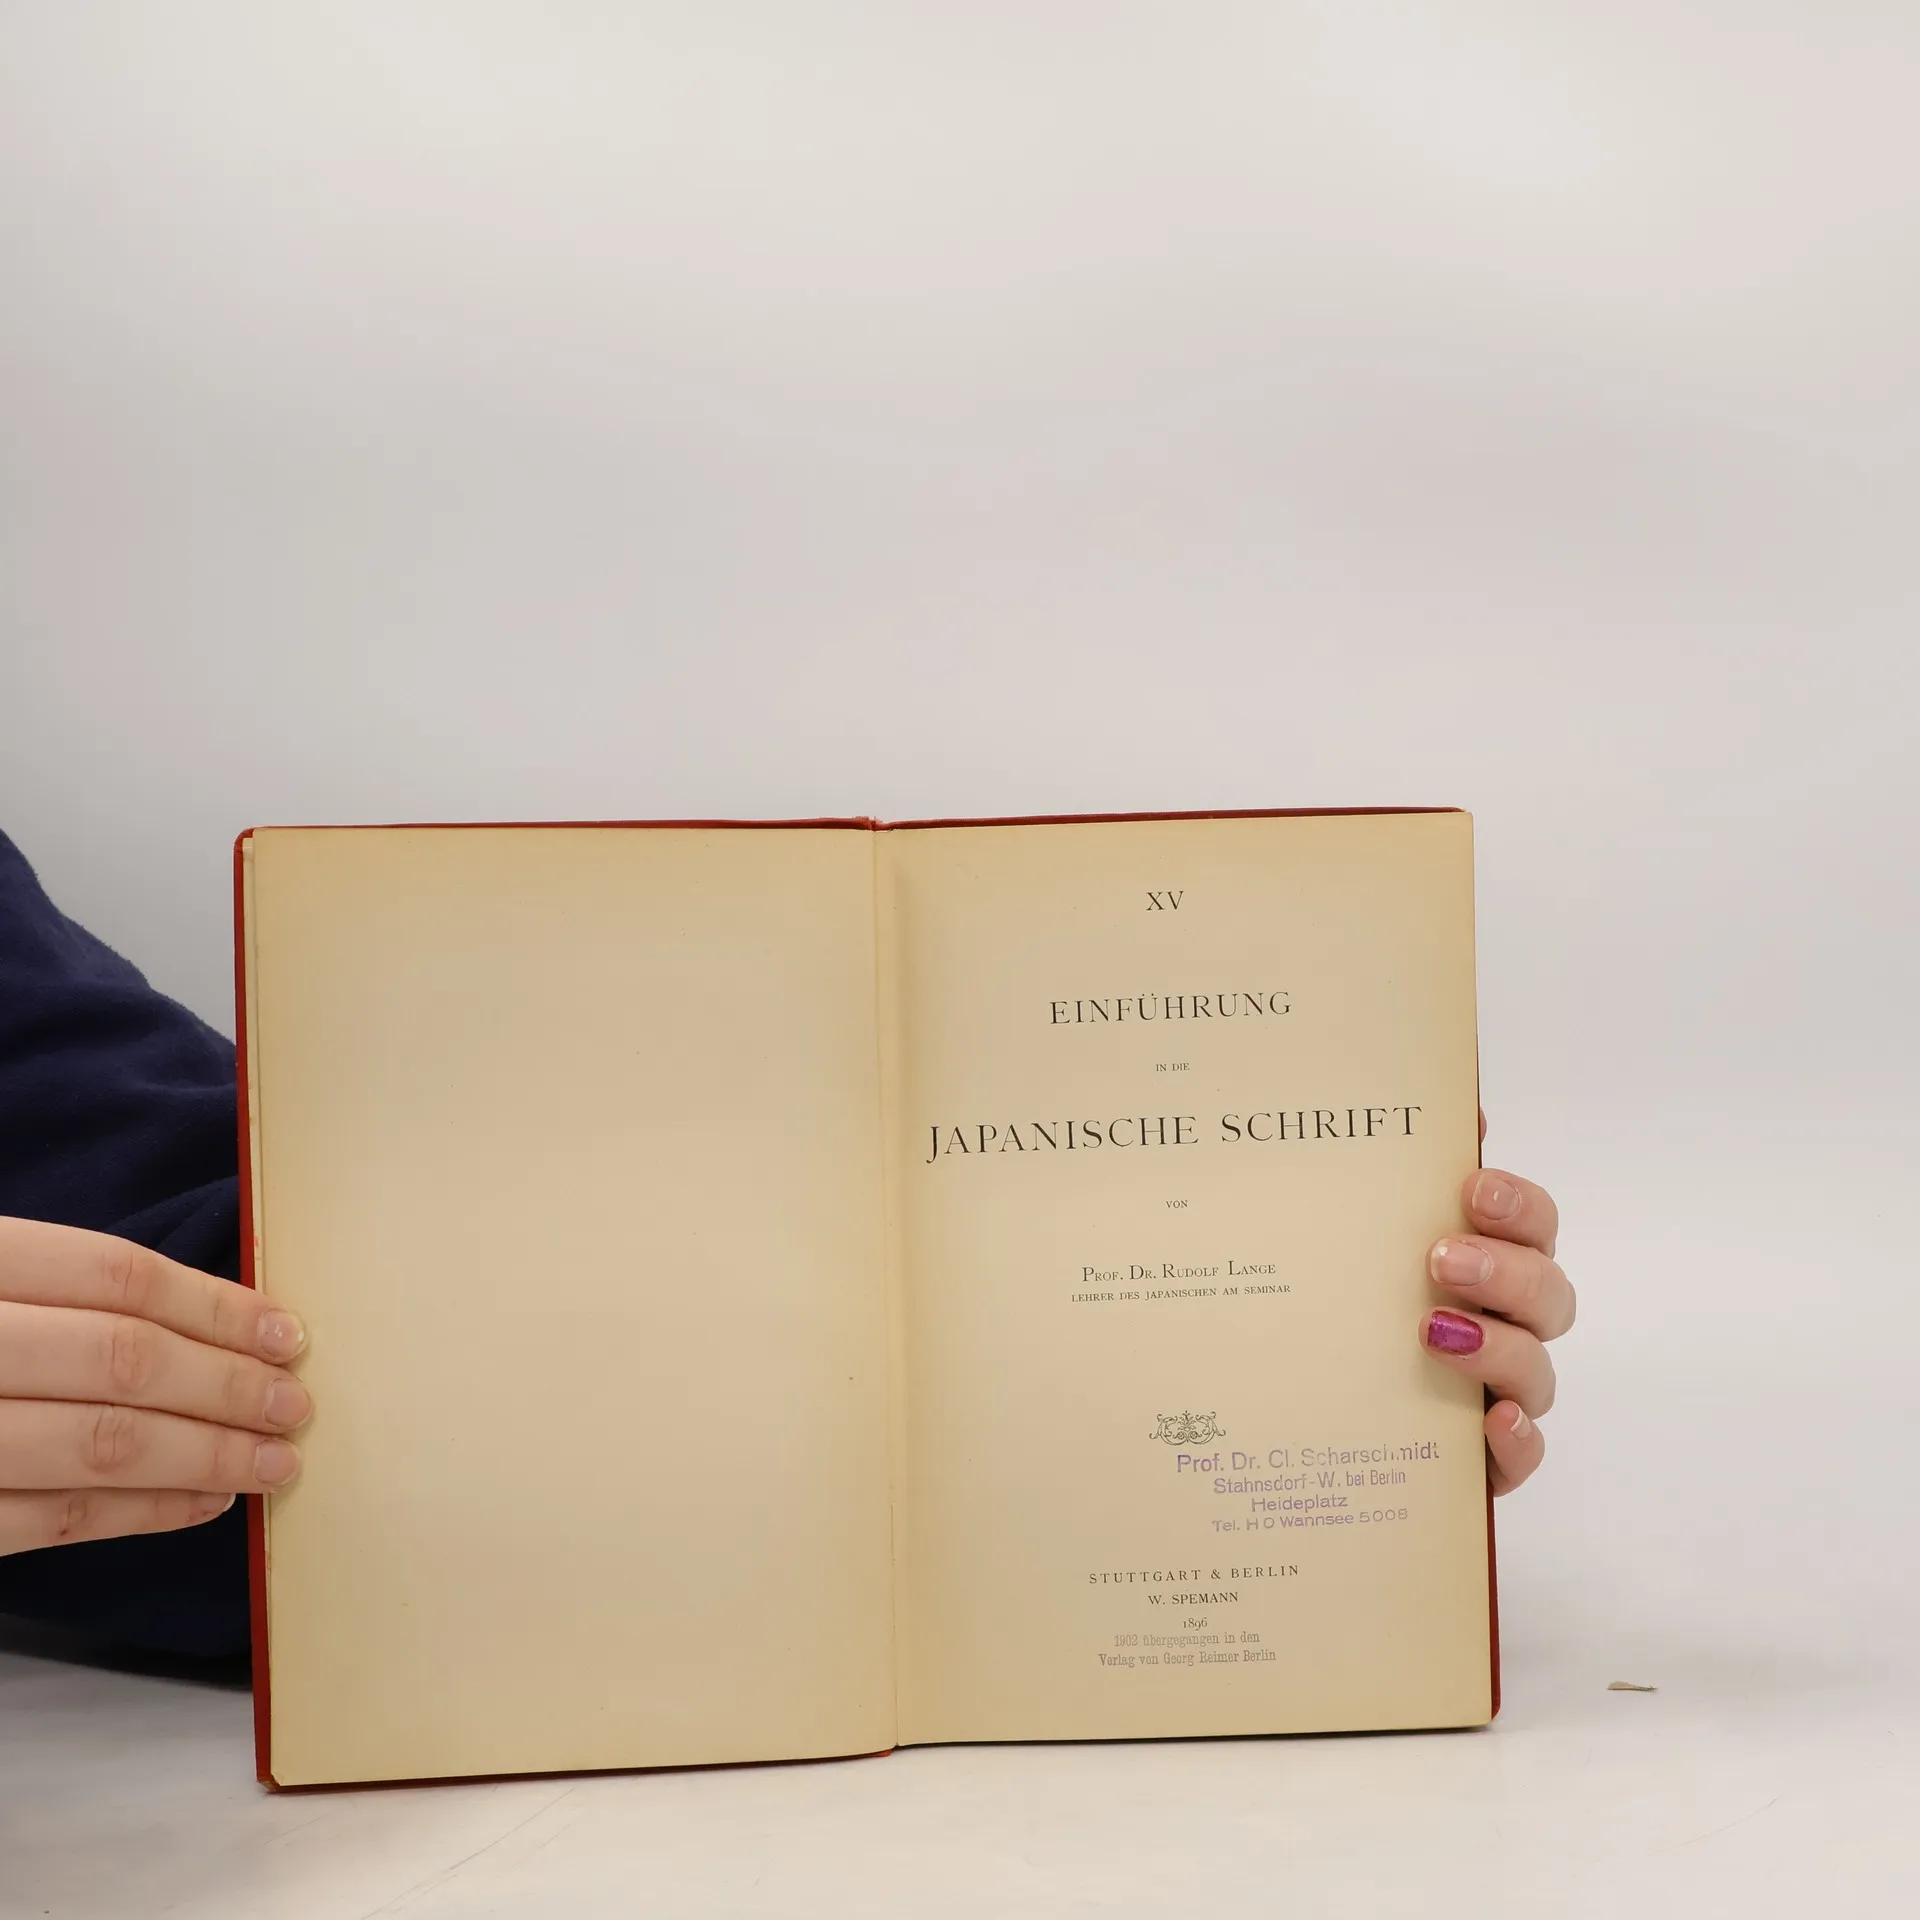 XV
EINFÜHRUNG
IN DIE
JAPANISCHE SCHRIFT
VON
PROF. DR. RUDOLF LANGE
LEHRER DES JAPANISCHEN AM SEMINAR
Prof. Dr. Cl. Scharschmidt
Stahnsdorf-W. bei Berlin
Heideplatz
Tel. H O Wannsee 5008
STUTTGART & BERLIN
W. SPEMANN
1896
1902 übergegangen in den
Verlag von Georg Reimer Berlin